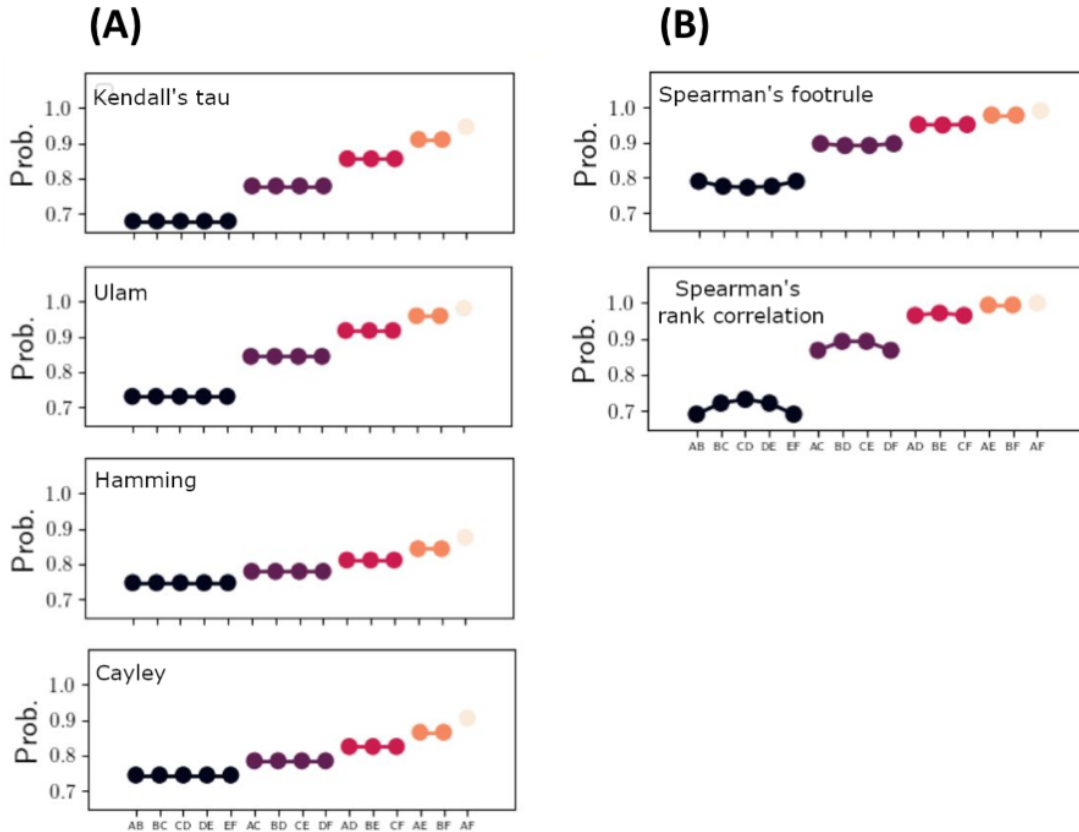 (A)
Kendall's tau
Prob.
1.0
0.9
0.8
0.7
Ulam
Prob.
1.0
0.9
0.8
0.7
Hamming
Prob.
1.0
0.9
0.8
0.7
Cayley
Prob.
1.0
0.9
0.8
0.7
AB BC CD DE EF AC BD CE DF AD BE CF AE BF AF
(B)
Spearman's footrule
Prob.
1.0
0.9
0.8
0.7
Spearman's
rank correlation
Prob.
1.0
0.9
0.8
0.7
AB BC CD DE EF AC BD CE DF AD BE CF AE BF AF